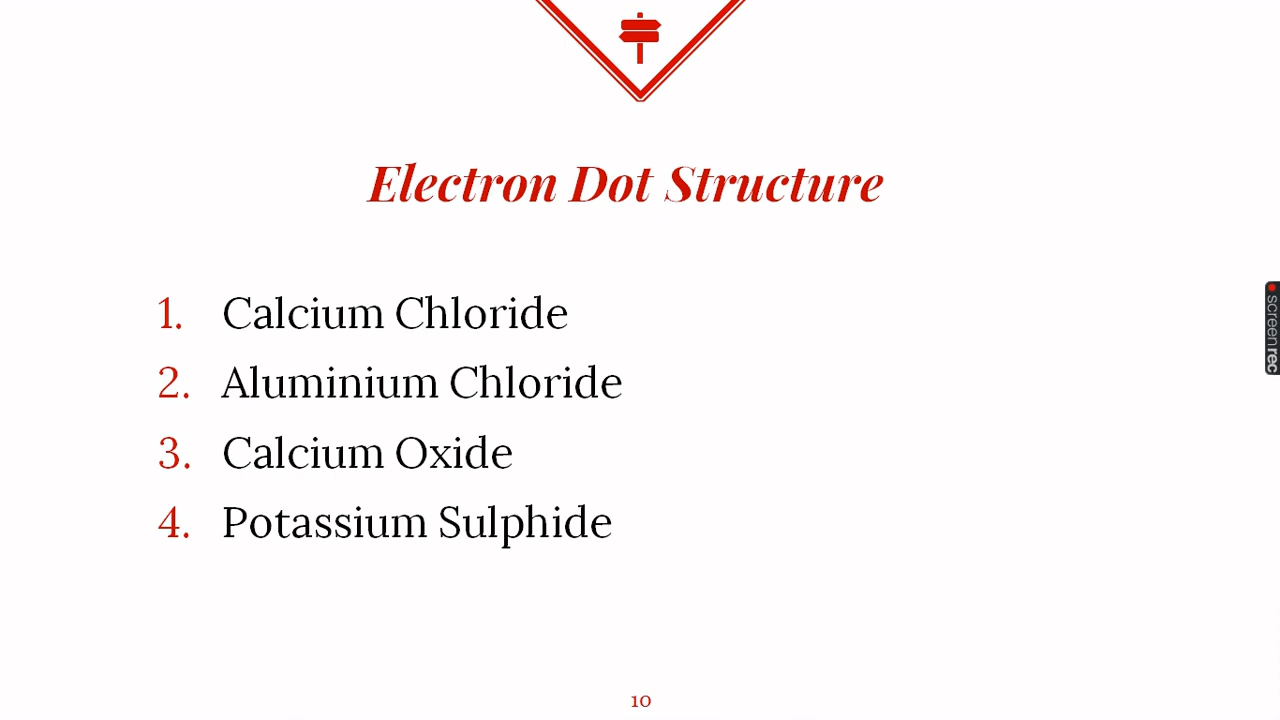 Electron Dot Structure
1. Calcium Chloride
2. Aluminium Chloride
3. Calcium Oxide
4. Potassium Sulphide
10
screenrec